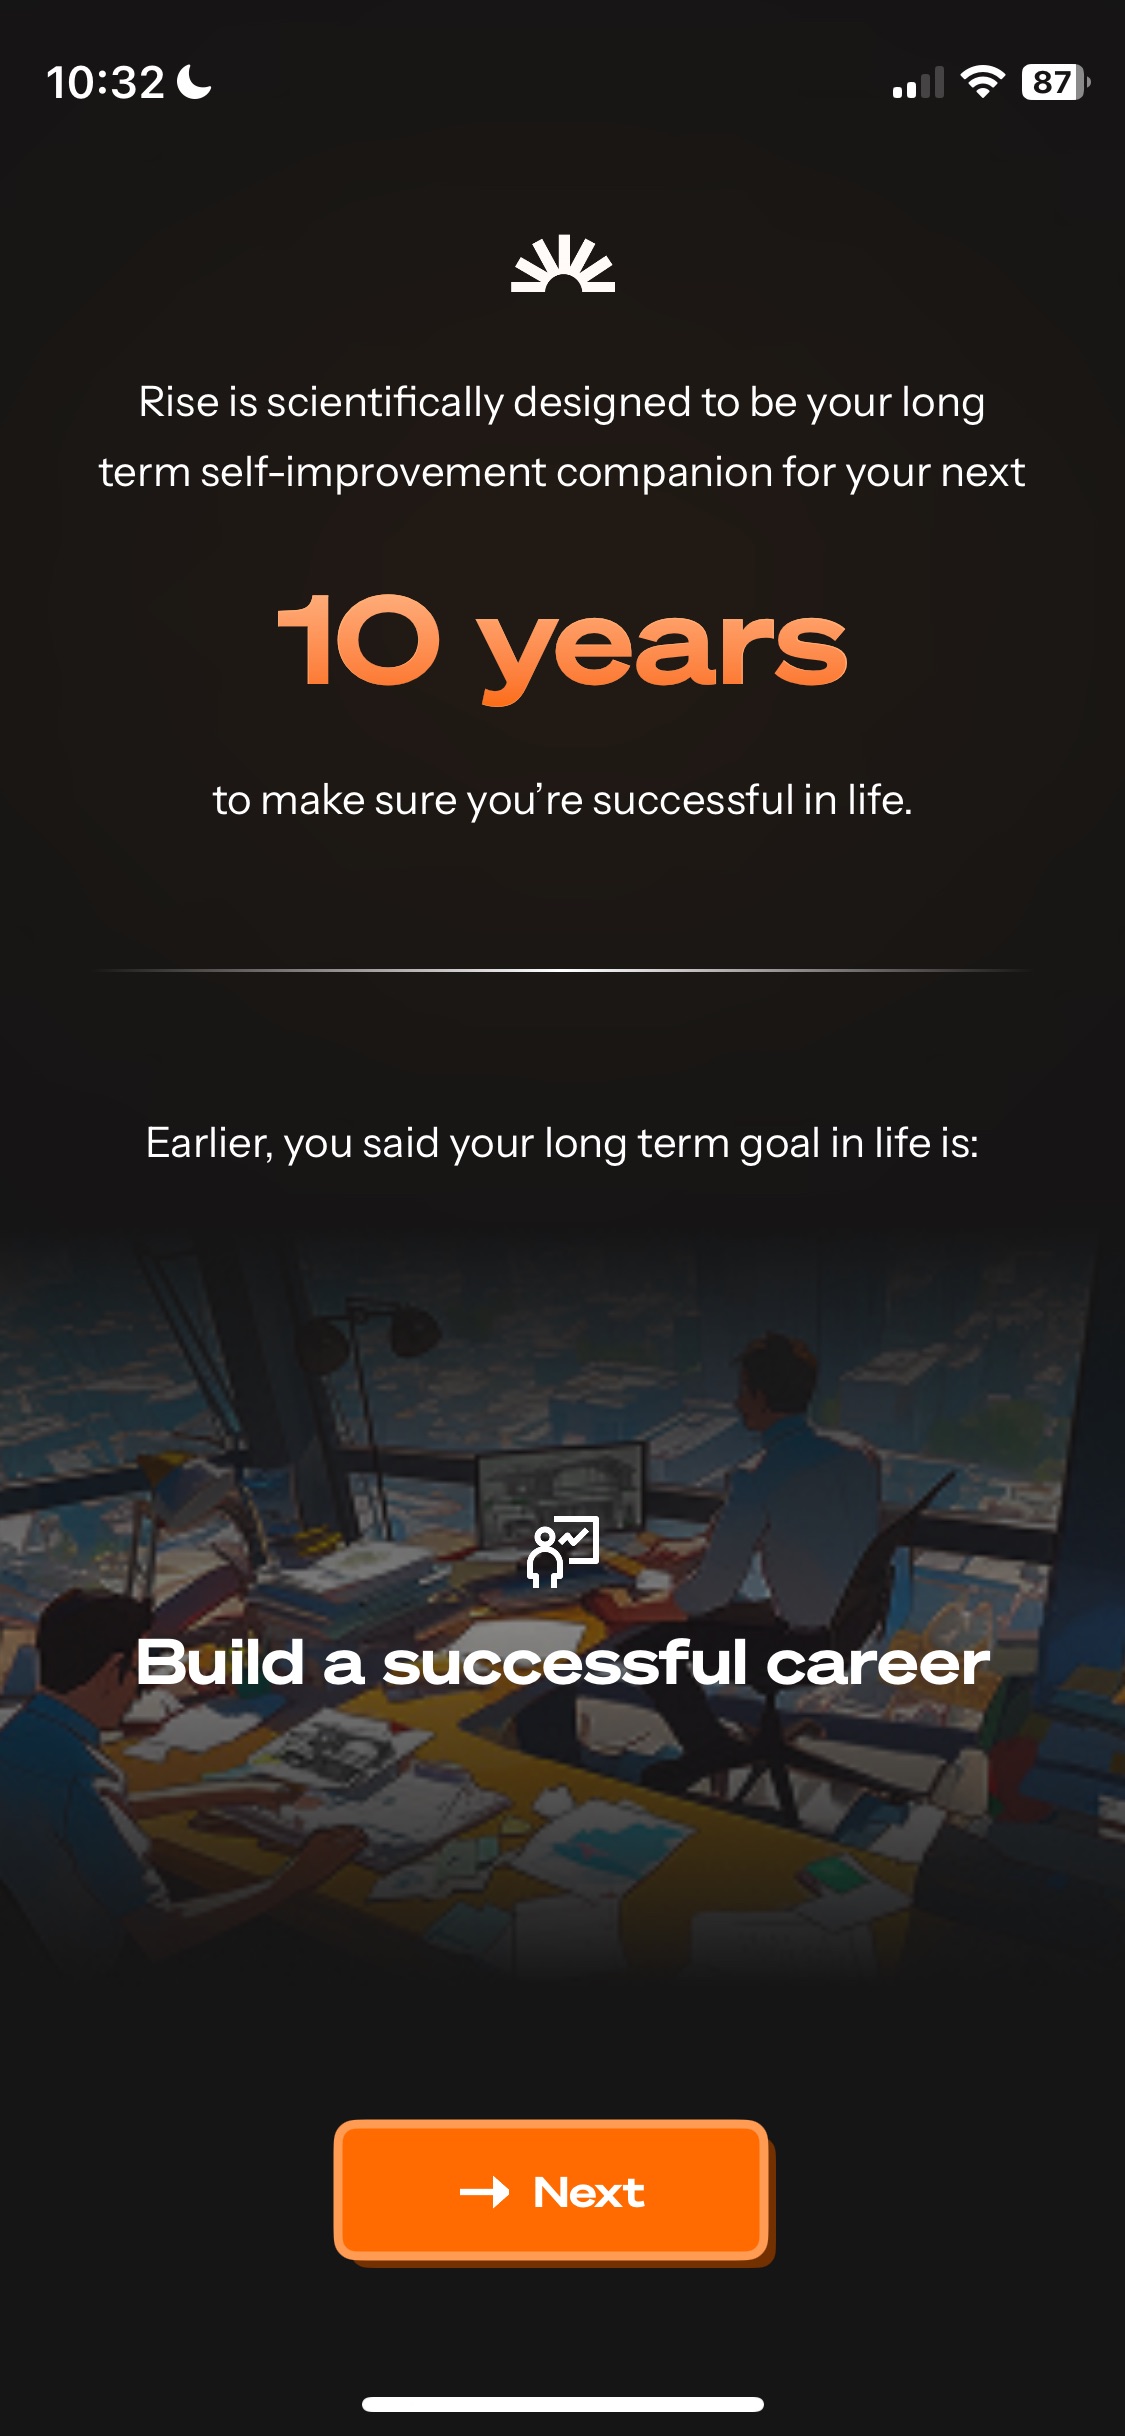 10:32
87
Rise is scientifically designed to be your long
term self-improvement companion for your next
10 years
to make sure you’re successful in life.
Earlier, you said your long term goal in life is:
Build a successful career
Next